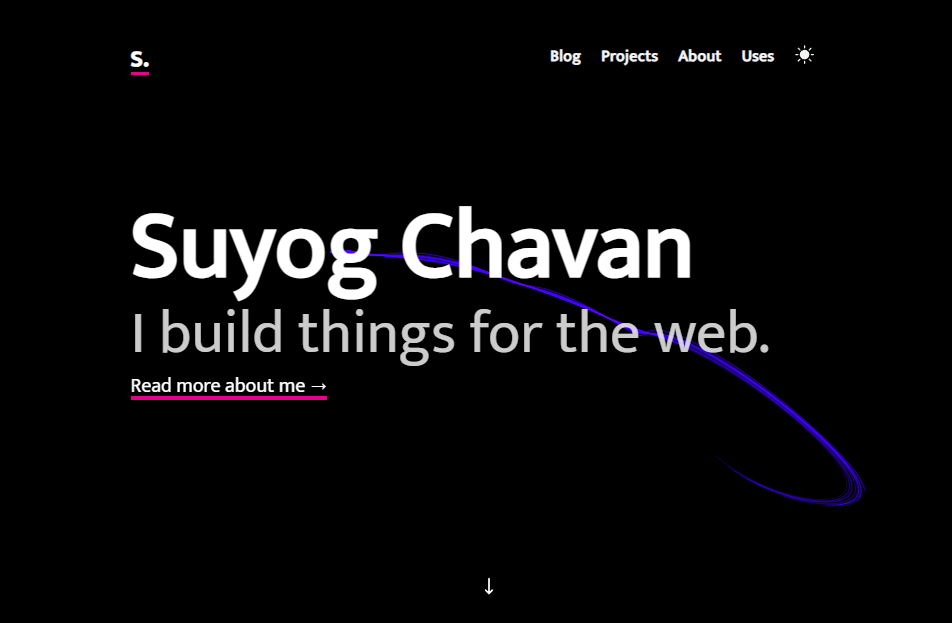 S.
Blog Projects About Uses
Suyog Chavan
I build things for the web.
Read more about me →
↓